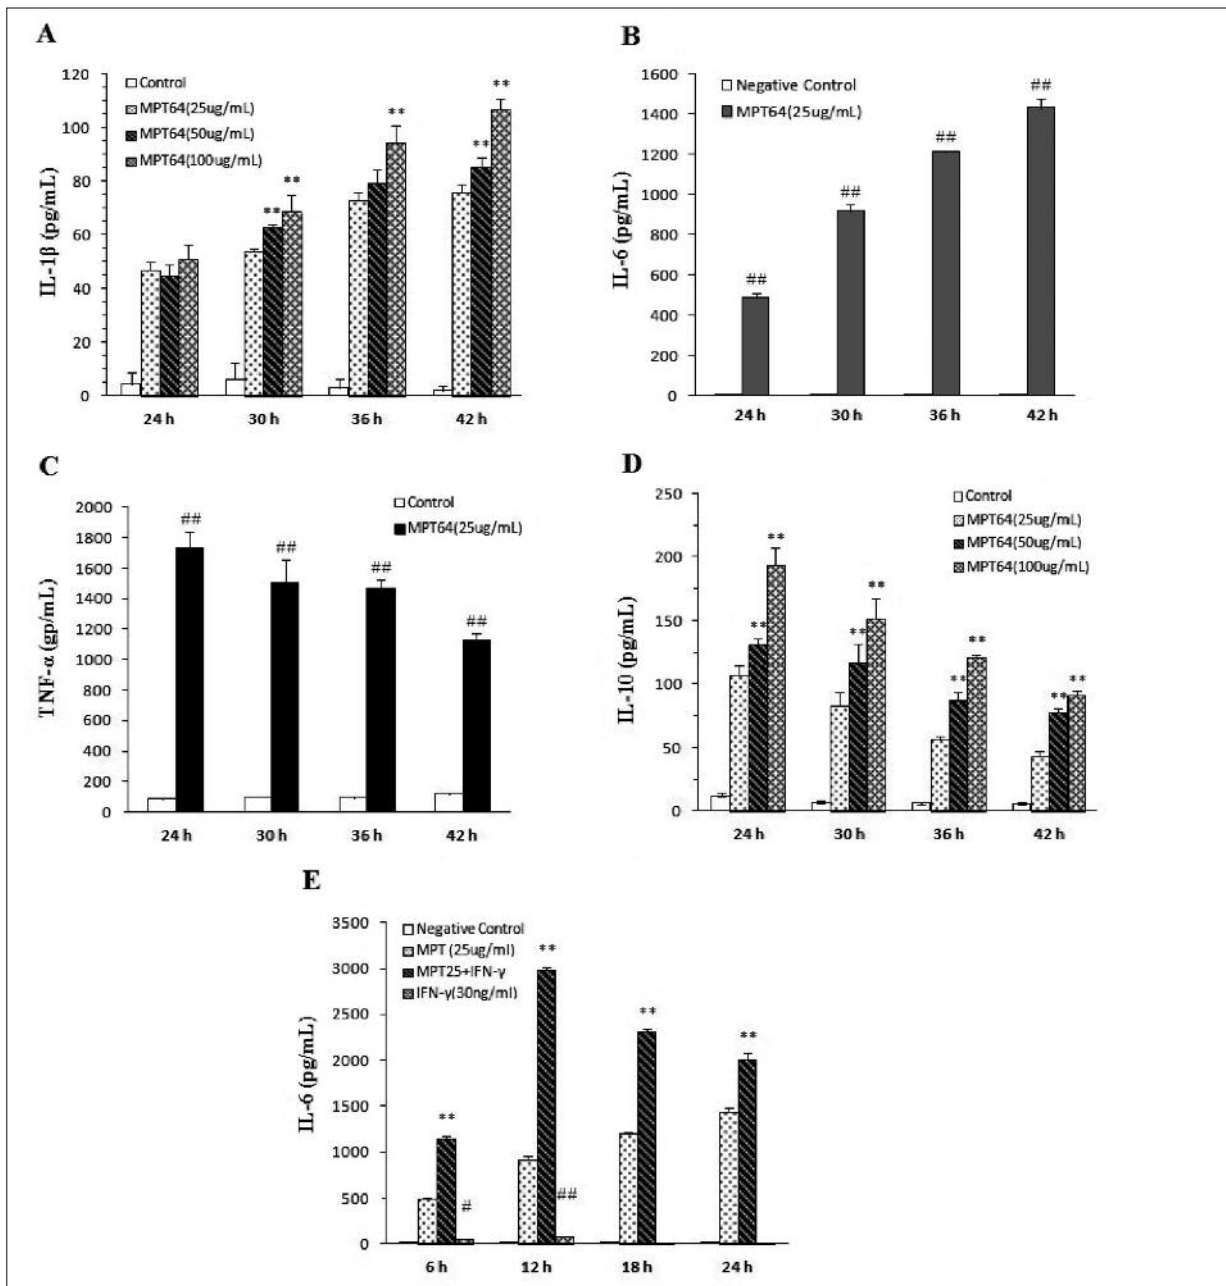 A
IL-1β (pg/mL)
120
100
80
60
40
20
0
Control
MPT64(25ug/mL)
MPT64(50ug/mL)
MPT64(100ug/mL)
** **
**
** **
24 h 30 h 36 h 42 h
B
IL-6 (pg/mL)
1600
1400
1200
1000
800
600
400
200
0
Negative Control
MPT64(25ug/mL)
##
##
##
##
24 h 30 h 36 h 42 h
C
TNF-α (gp/mL)
2000
1800
1600
1400
1200
1000
800
600
400
200
0
Control
MPT64(25ug/mL)
##
##
##
##
24 h 30 h 36 h 42 h
D
IL-10 (pg/mL)
250
200
150
100
50
0
Control
MPT64(25ug/mL)
MPT64(50ug/mL)
MPT64(100ug/mL)
** **
** **
** **
** **
24 h 30 h 36 h 42 h
E
IL-6 (pg/mL)
3500
3000
2500
2000
1500
1000
500
0
Negative Control
MPT (25ug/ml)
MPT25+IFN-γ
IFN-γ(30ng/ml)
** #
** ##
**
**
6 h 12 h 18 h 24 h